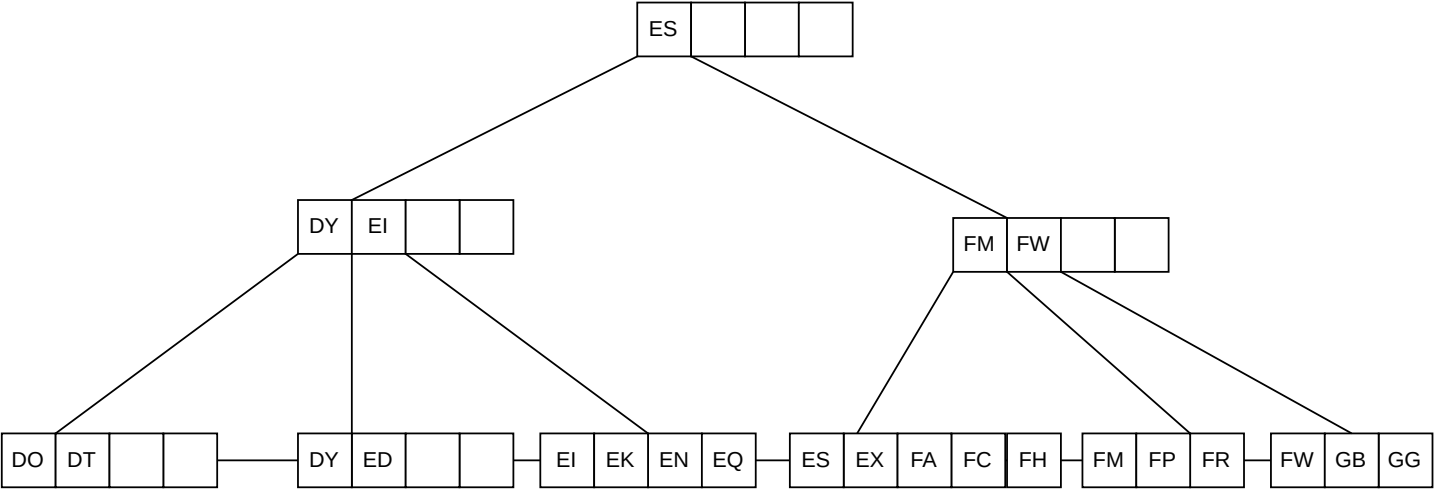 ES
DY EI
FM FW
DO DT DY ED EI EK EN EQ ES EX FA FC FH FM FP FR FW GB GG